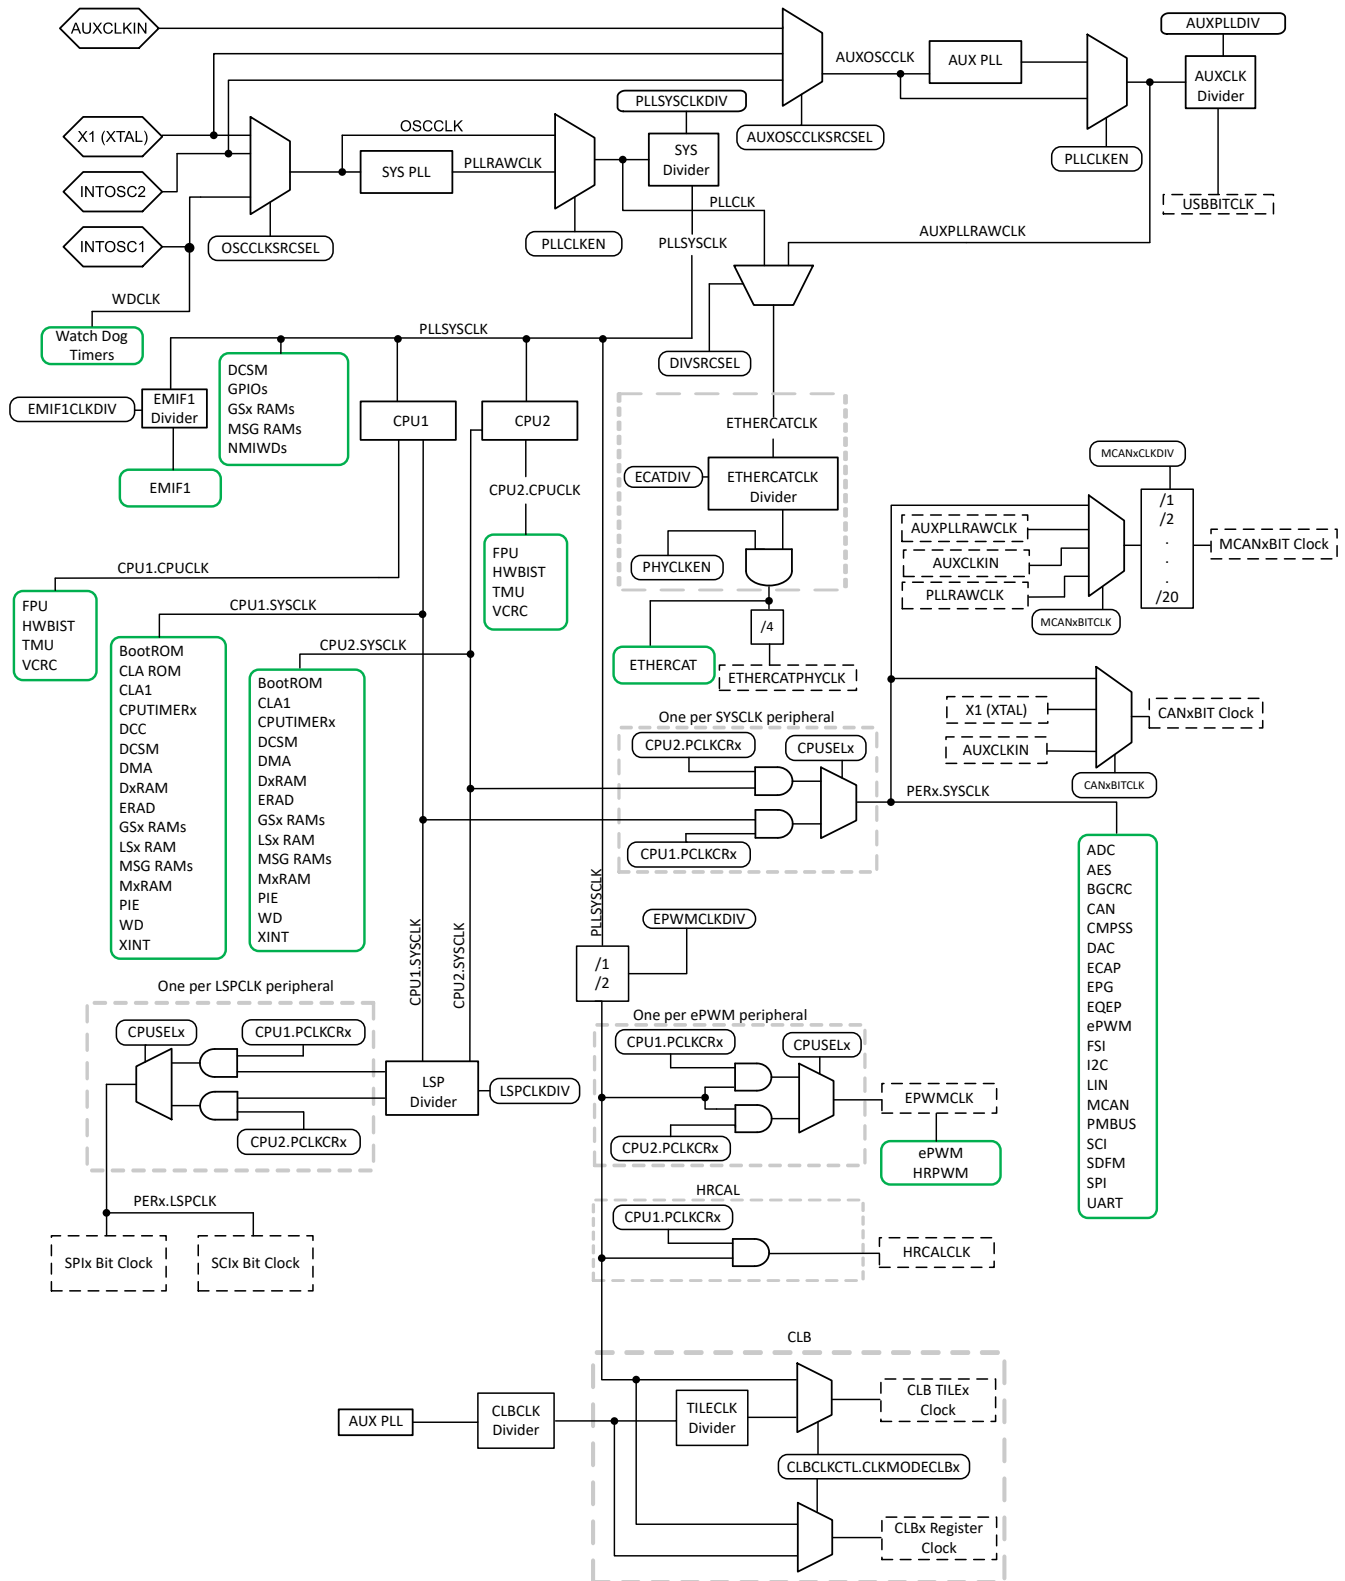 AUXCLKIN
AUXPLLDIV
AUXOSCCLK
AUX PLL
AUXCLK
Divider
PLLSYSCLKDIV
X1 (XTAL)
OSCCLK
AUXOSCCLKSRCSEL
SYS
Divider
PLLCLKEN
SYS PLL
PLLRAWCLK
INTOSC2
PLLCLK
USBBITCLK
INTOSC1
OSCCLKSRCSEL
PLLCLKEN
PLLSYSCLK
AUXPLLRAWCLK
WDCLK
Watch Dog
Timers
PLLSYSCLK
DIVSRCSEL
DCSM
GPIOs
GSx RAMs
MSG RAMs
NMIWDs
EMIF1CLKDIV
EMIF1
Divider
CPU1
CPU2
ETHERCATCLK
EMIF1
ECATDIV
ETHERCATCLK
Divider
MCANxCLKDIV
CPU2.CPUCLK
/1
/2
.
.
.
/20
AUXPLLRAWCLK
AUXCLKIN
PLLRAWCLK
MCANxBIT Clock
MCANxBITCLK
FPU
HWBIST
TMU
VCRC
PHYCLKEN
CPU1.CPUCLK
FPU
HWBIST
TMU
VCRC
CPU1.SYSCLK
/4
CPU2.SYSCLK
ETHERCAT
ETHERCATPHYCLK
BootROM
CLA ROM
CLA1
CPUTIMERx
DCC
DCSM
DMA
DxRAM
ERAD
GSx RAMs
LSx RAM
MSG RAMs
MxRAM
PIE
WD
XINT
BootROM
CLA1
CPUTIMERx
DCSM
DMA
DxRAM
ERAD
GSx RAMs
LSx RAM
MSG RAMs
MxRAM
PIE
WD
XINT
X1 (XTAL)
AUXCLKIN
CANxBIT Clock
CANxBITCLK
One per SYSCLK peripheral
CPU2.PCLKCRx
CPUSELx
CPU1.PCLKCRx
PERx.SYSCLK
ADC
AES
BGCRC
CAN
CMPSS
DAC
ECAP
EPG
EQEP
ePWM
FSI
I2C
LIN
MCAN
PMBUS
SCI
SDFM
SPI
UART
PLLSYSCLK
EPWMCLKDIV
CPU1.SYSCLK
CPU2.SYSCLK
/1
/2
One per LSPCLK peripheral
CPUSELx
CPU1.PCLKCRx
CPU2.PCLKCRx
LSP
Divider
LSPCLKDIV
One per ePWM peripheral
CPU1.PCLKCRx
CPUSELx
CPU2.PCLKCRx
EPWMCLK
ePWM
HRPWM
PERx.LSPCLK
SPIx Bit Clock
SCIx Bit Clock
HRCAL
CPU1.PCLKCRx
HRCALCLK
CLB
AUX PLL
CLBCLK
Divider
TILECLK
Divider
CLB TILEx
Clock
CLBCLKCTL.CLKMODECLBx
CLBx Register
Clock